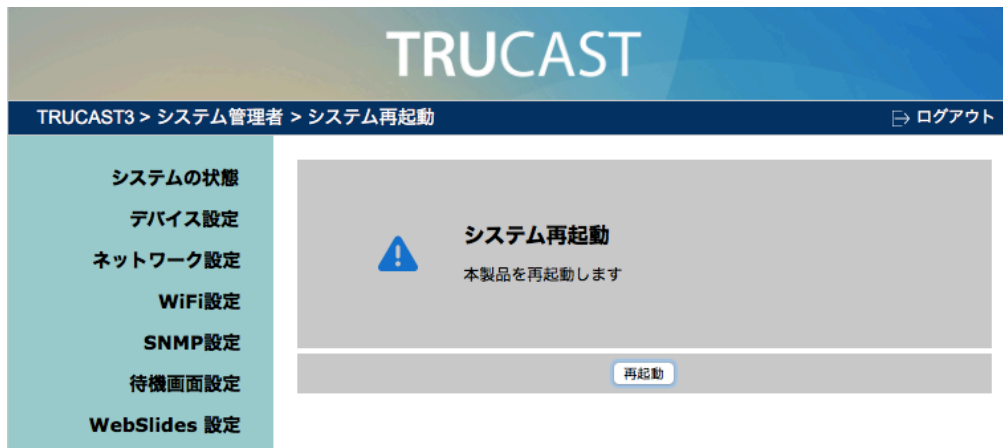 TRUCAST
TRUCAST3 > システム管理者 > システム再起動
ログアウト
システムの状態
デバイス設定
ネットワーク設定
WiFi設定
SNMP設定
待機画面設定
WebSlides 設定
システム再起動
本製品を再起動します
再起動